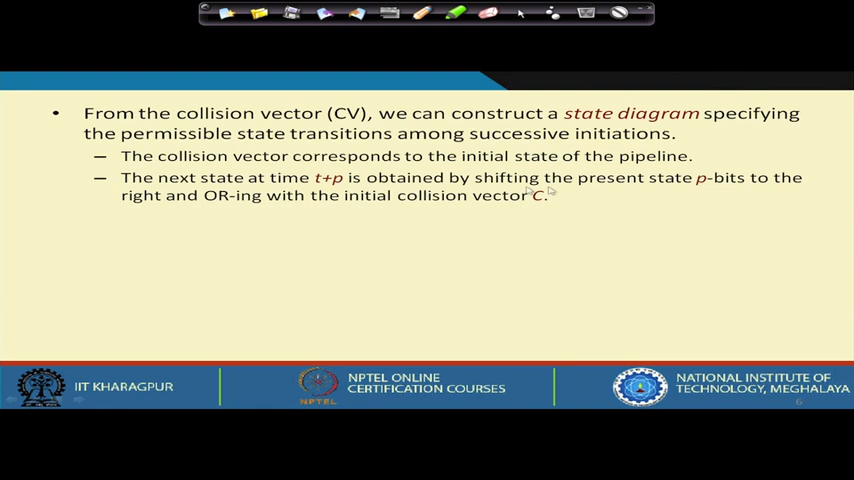 • From the collision vector (CV), we can construct a state diagram specifying
the permissible state transitions among successive initiations.
– The collision vector corresponds to the initial state of the pipeline.
– The next state at time t+p is obtained by shifting the present state p-bits to the
right and OR-ing with the initial collision vector C.
IIT KHARAGPUR
NPTEL
NPTEL ONLINE
CERTIFICATION COURSES
NATIONAL INSTITUTE OF
TECHNOLOGY, MEGHALAYA
6